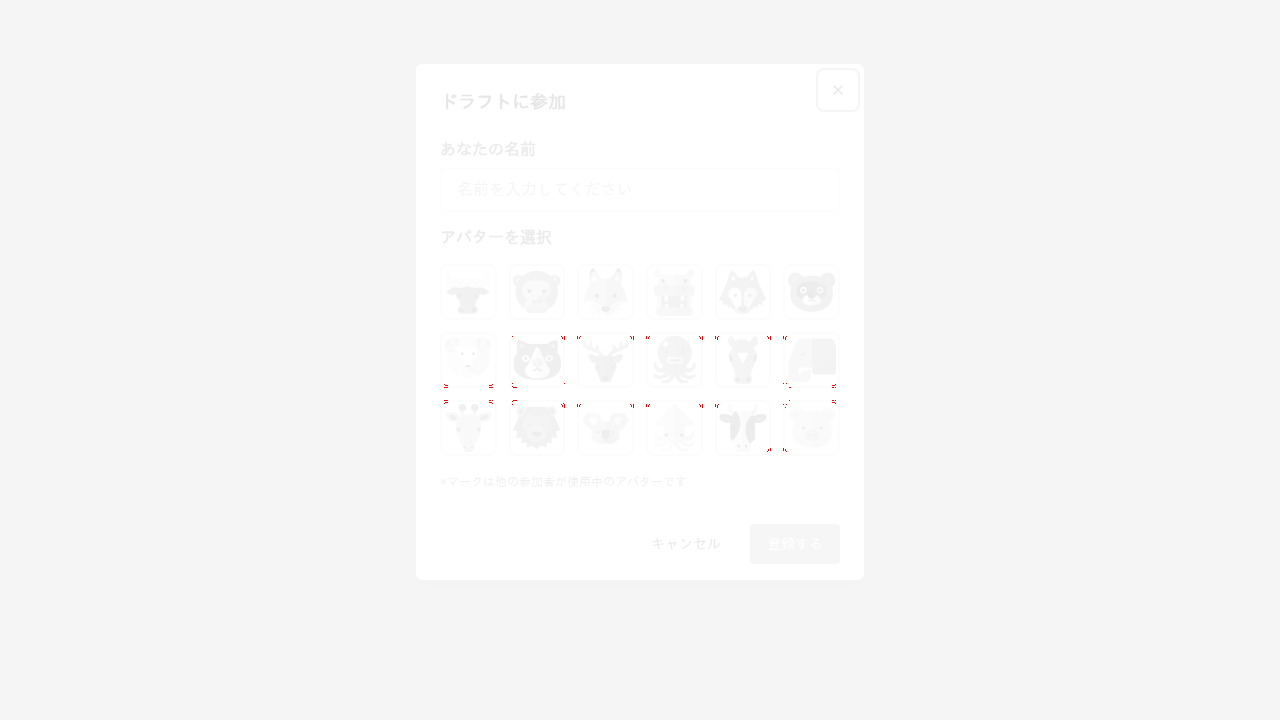 ドラフトに参加
あなたの名前
名前を入力してください
アバターを選択
×マークは他の参加者が使用中のアバターです
キャンセル
登録する